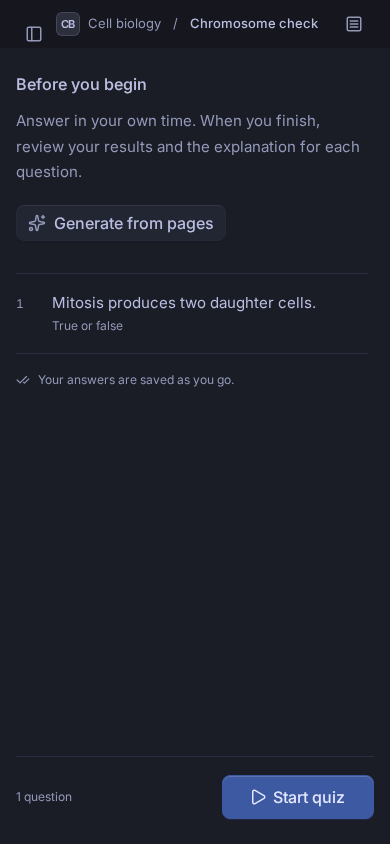 CB Cell biology / Chromosome check
Before you begin
Answer in your own time. When you finish,
review your results and the explanation for each
question.
Generate from pages
1 Mitosis produces two daughter cells.
True or false
Your answers are saved as you go.
1 question
Start quiz